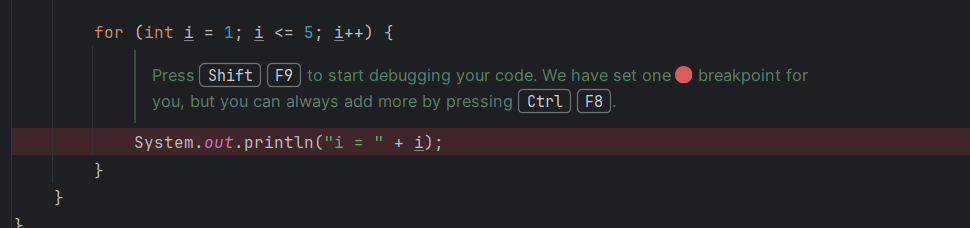 for (int i = 1; i <= 5; i++) {
Press Shift F9 to start debugging your code. We have set one breakpoint for
you, but you can always add more by pressing Ctrl F8.
System.out.println("i = " + i);
}
}
}